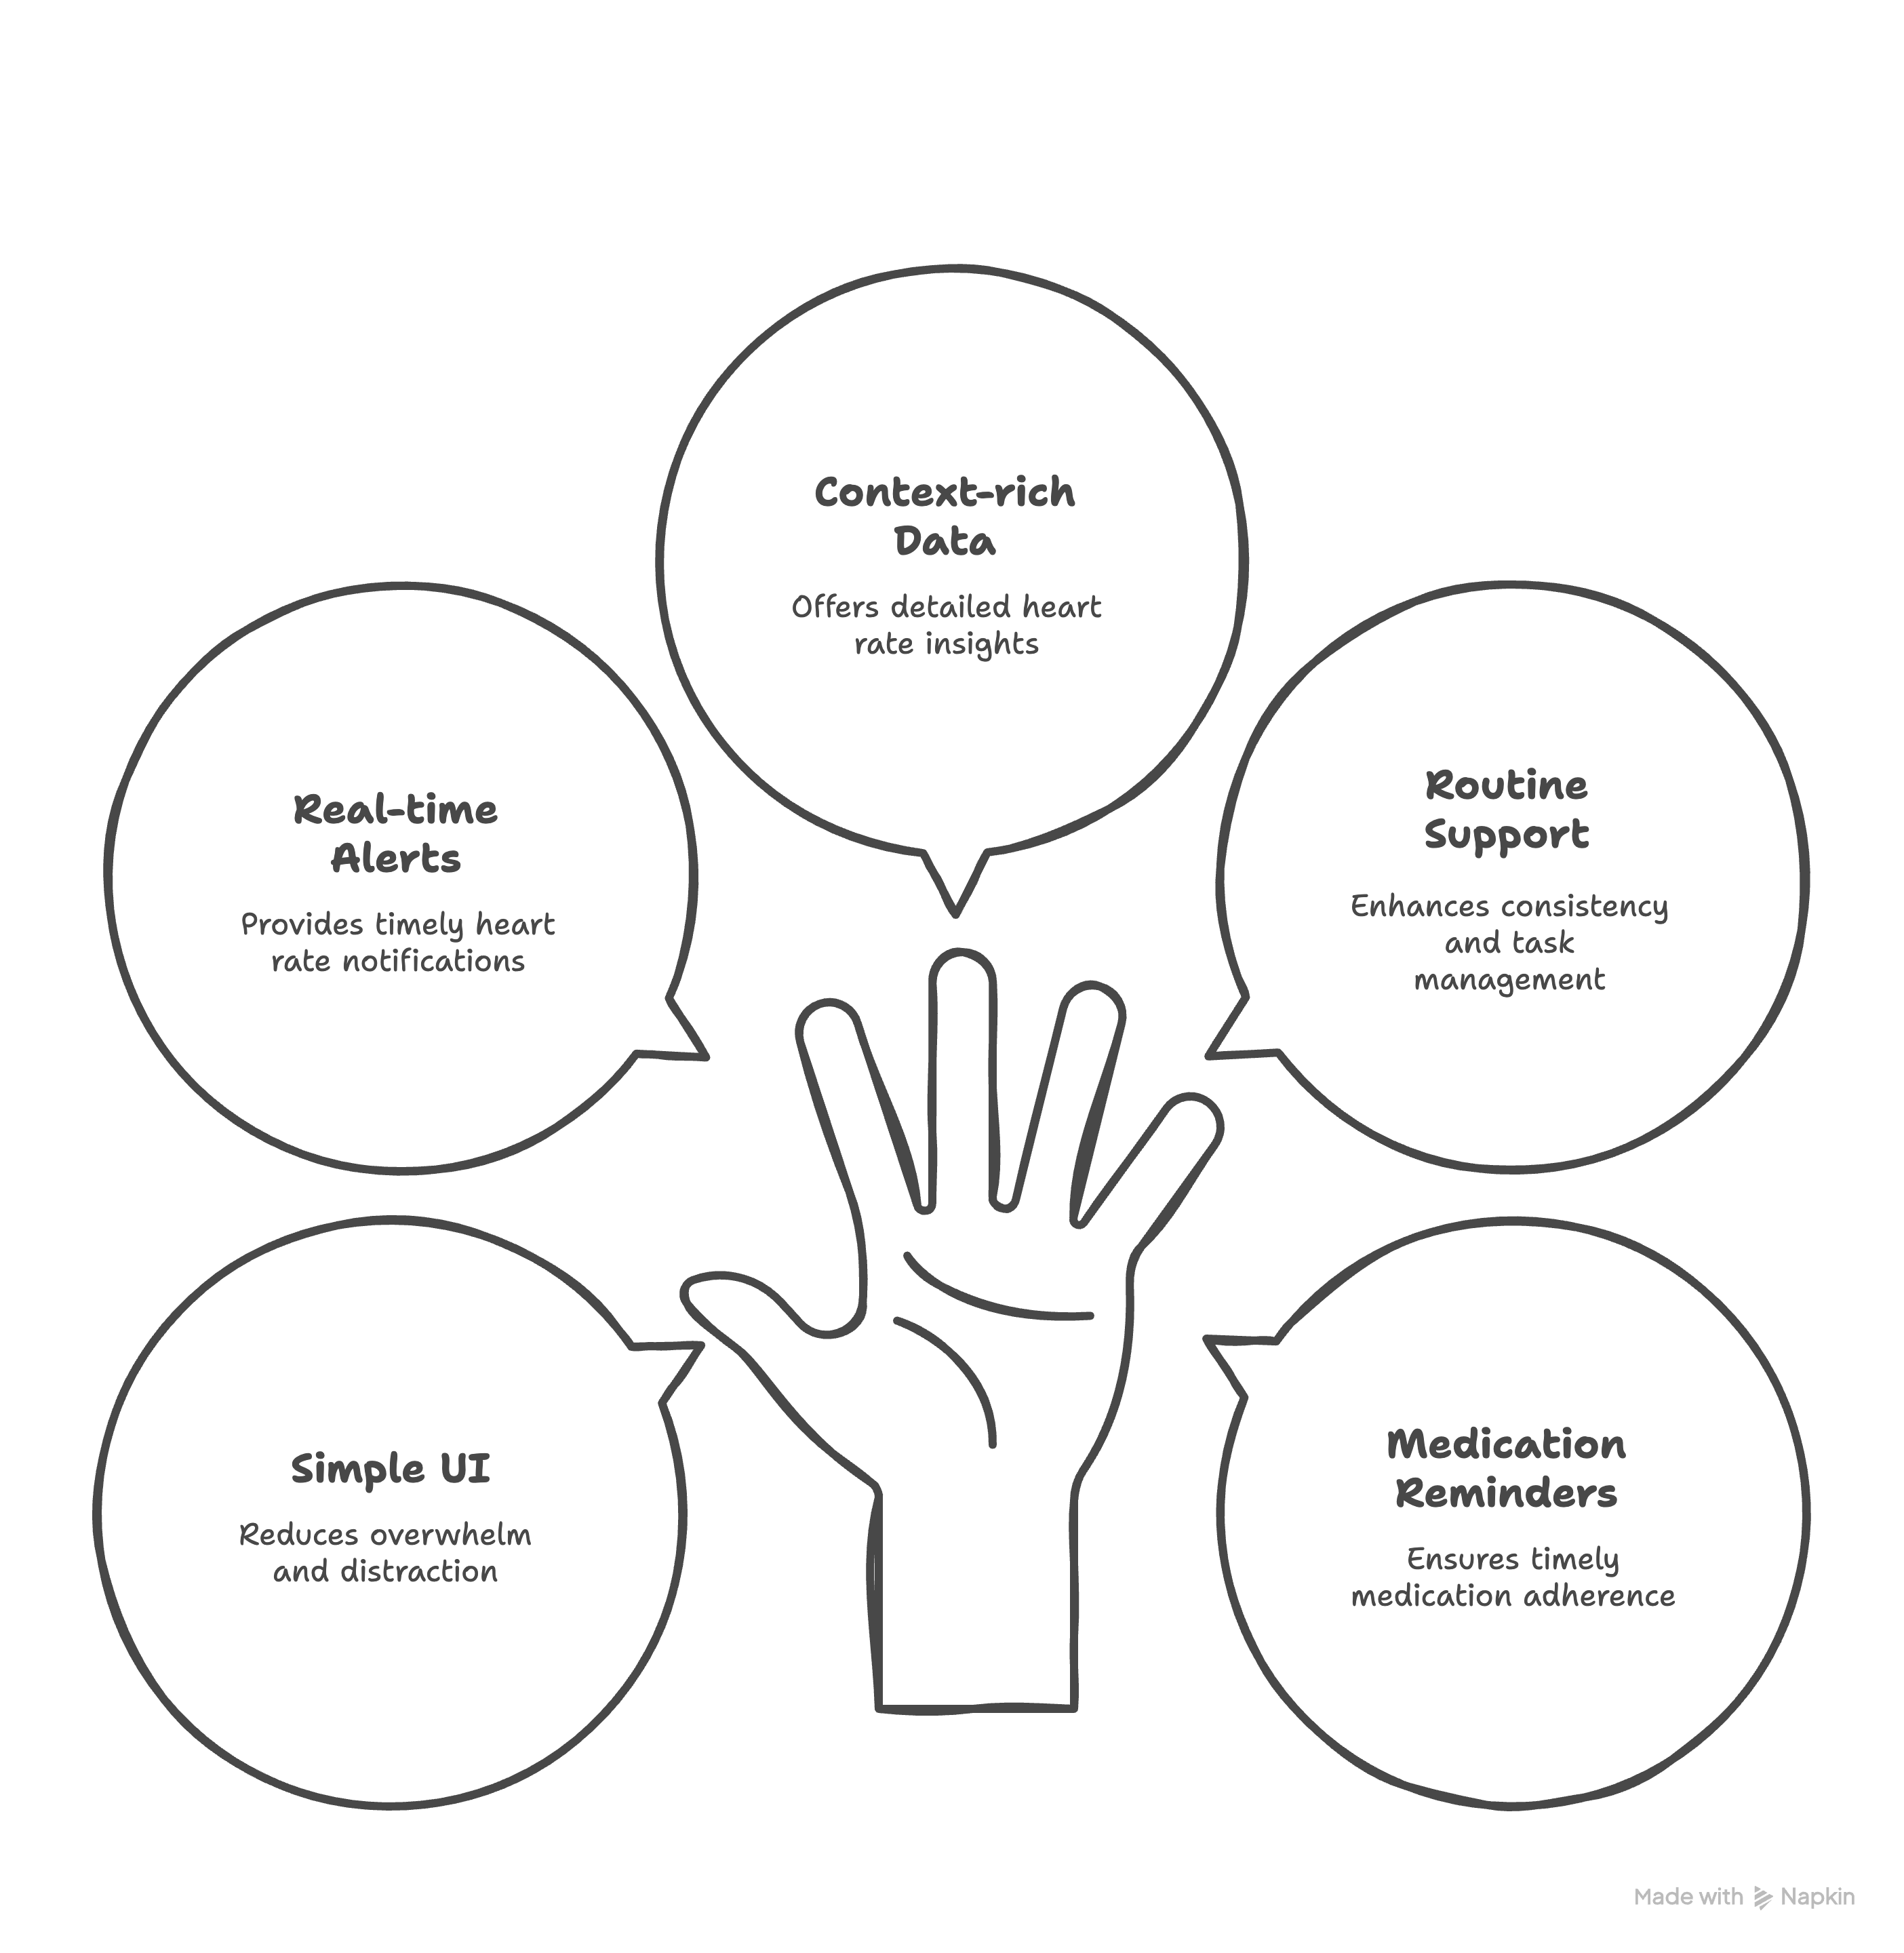 Context-rich
Data
Offers detailed heart
rate insights
Real-time
Alerts
Provides timely heart
rate notifications
Routine
Support
Enhances consistency
and task
management
Simple UI
Reduces overwhelm
and distraction
Medication
Reminders
Ensures timely
medication adherence
Made with Napkin